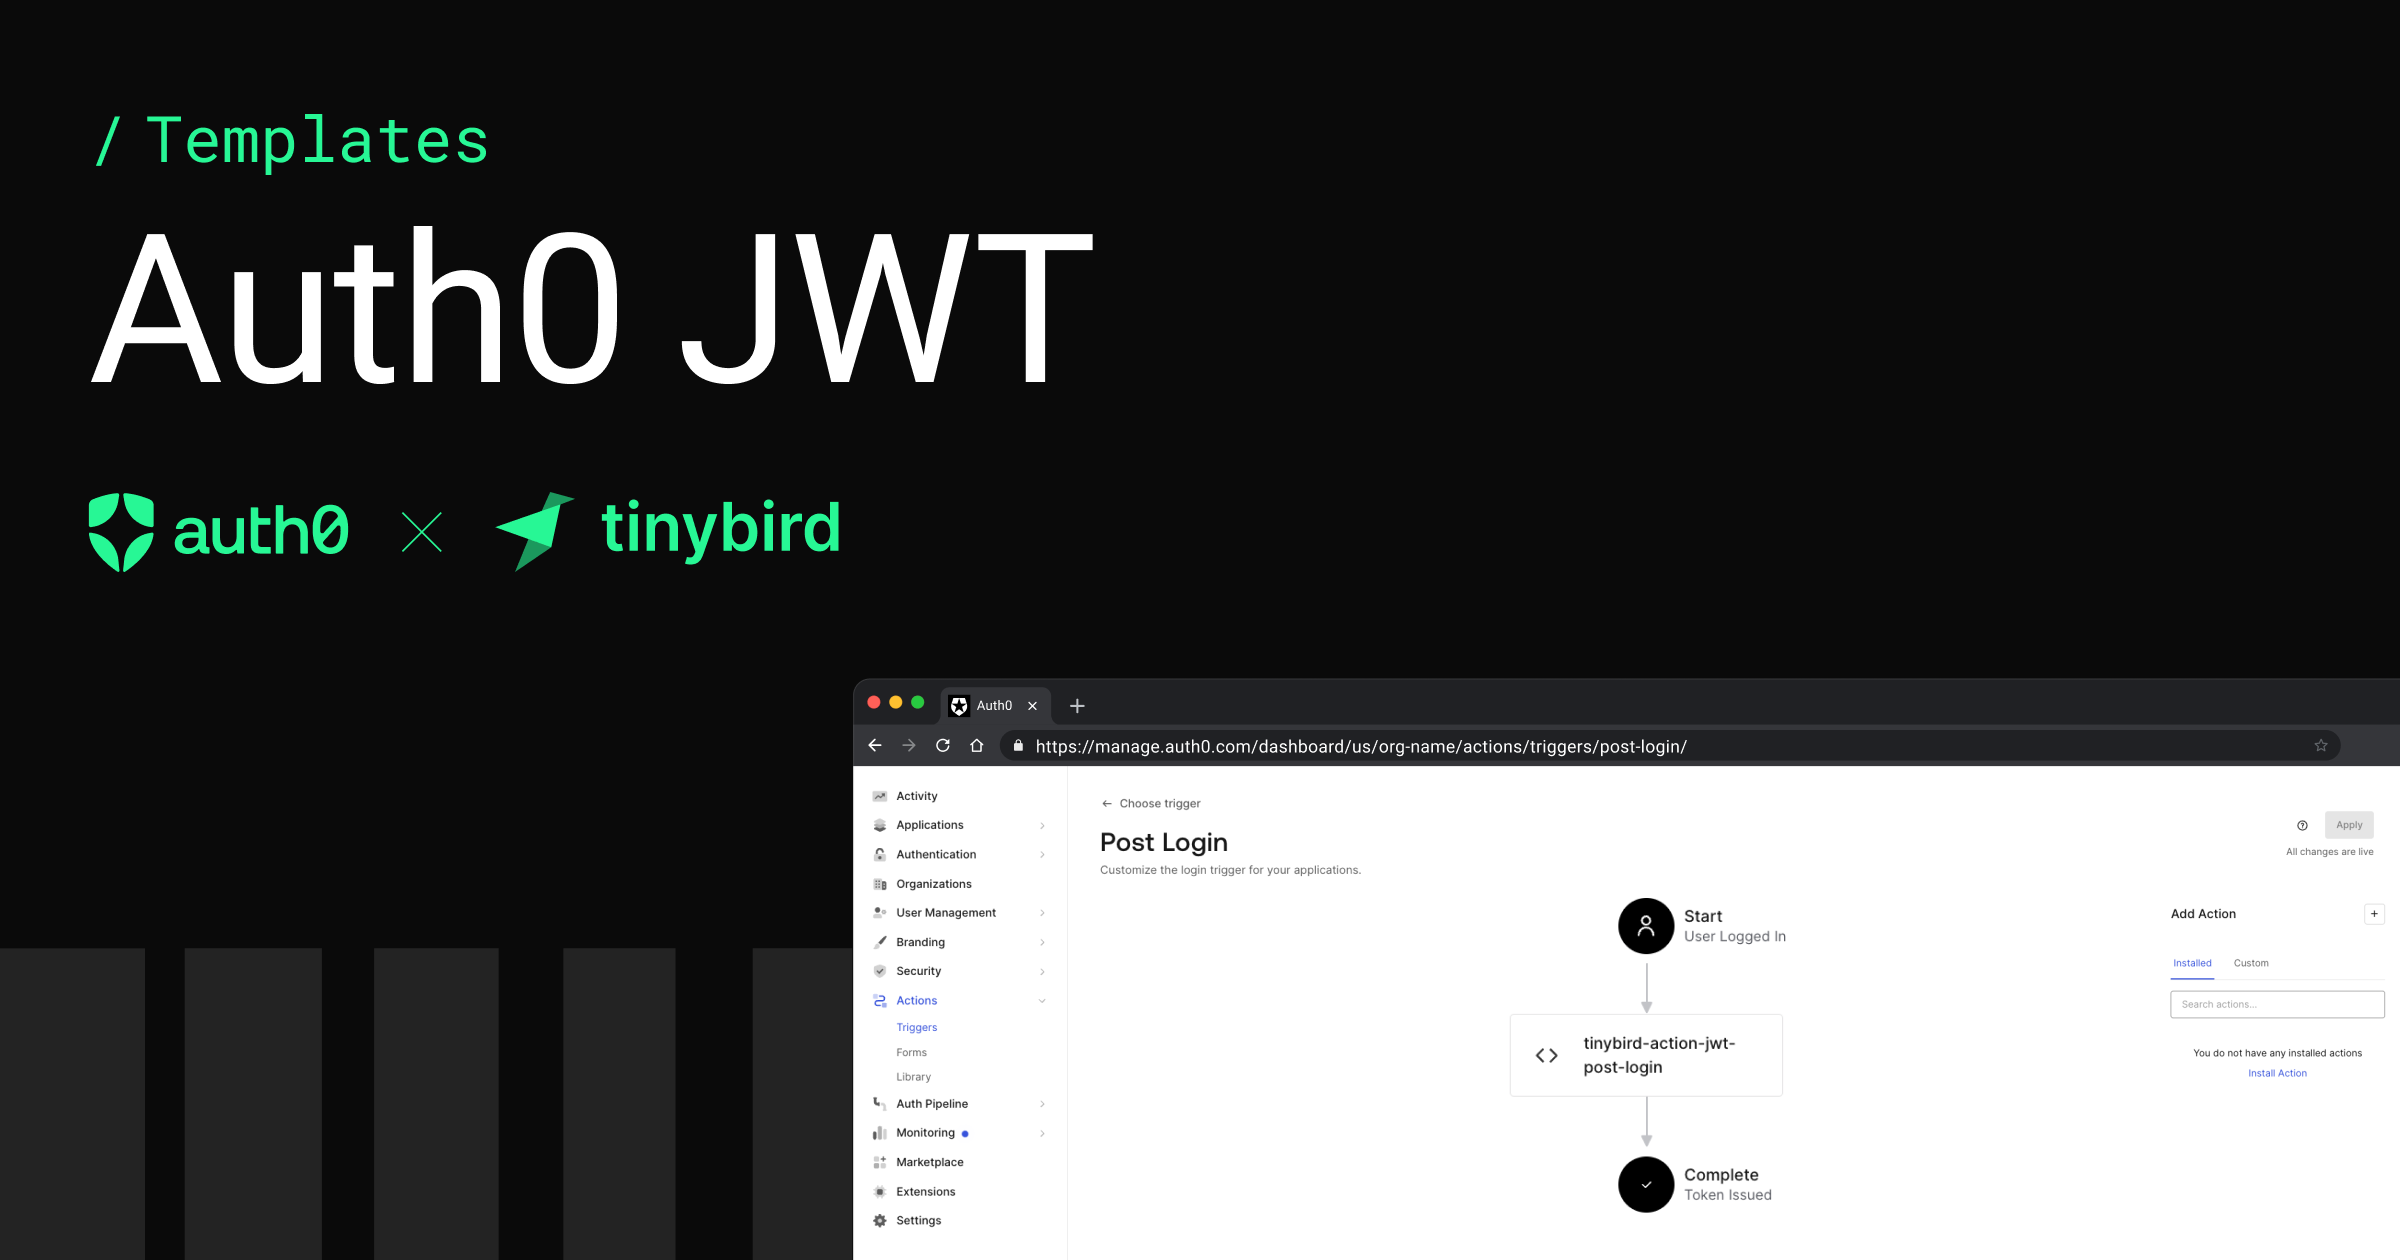 / Templates
Auth0 JWT
auth0
tinybird
Auth0
https://manage.auth0.com/dashboard/us/org-name/actions/triggers/post-login/
Activity
Applications
Authentication
Organizations
User Management
Branding
Security
Actions
Triggers
Forms
Library
Auth Pipeline
Monitoring
Marketplace
Extensions
Settings
Choose trigger
Post Login
Customize the login trigger for your applications.
Apply
All changes are live
Start
User Logged In
tinybird-action-jwt-
post-login
Complete
Token Issued
Add Action
Installed Custom
Search actions...
You do not have any installed actions
Install Action